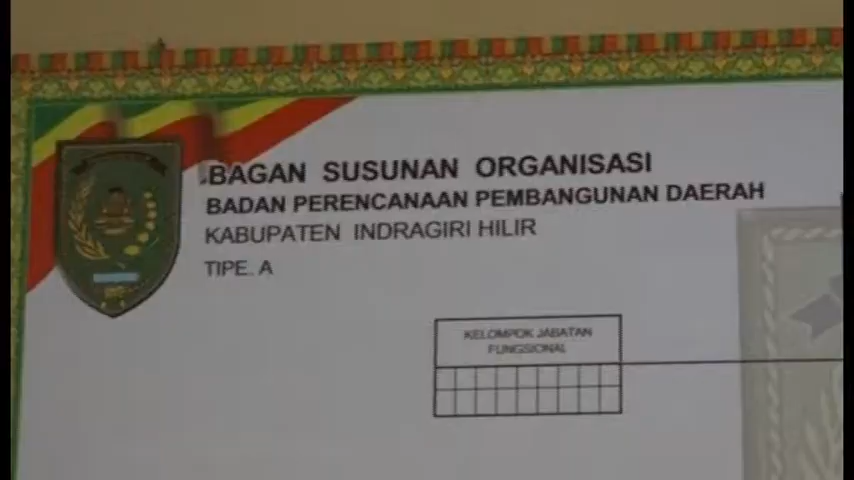 BAGAN SUSUNAN ORGANISASI
BADAN PERENCANAAN PEMBANGUNAN DAERAH
KABUPATEN INDRAGIRI HILIR
TIPE. A
KELOMPOK JABATAN
FUNGSIONAL